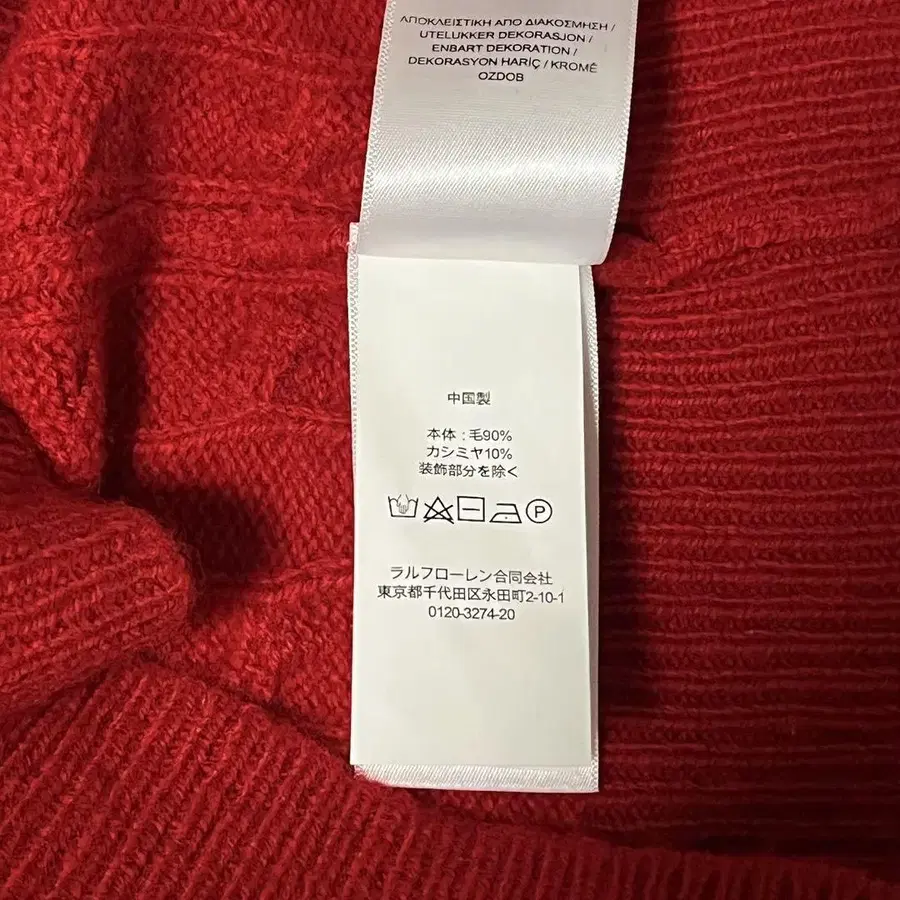 ΑΠΟΚΛΕΙΣΤΙΚΗ ΑΠΟ ΔΙΑΚΟΣΜΗΣΗ /
UTELUKKER DEKORASJON /
ENBART DEKORATION /
DEKORASYON HARİÇ / KROMĚ
OZDOB
中国製
本体 : 毛90%
カシミヤ10%
装飾部分を除く
P
ラルフローレン合同会社
東京都千代田区永田町2-10-1
0120-3274-20